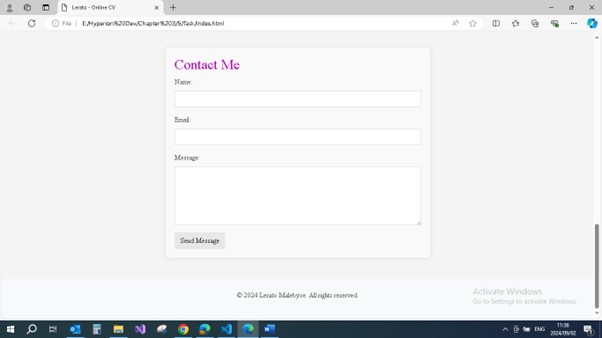 Lerato - Online CV
File
E:/Hyperion%20Dev/Chapter%203/5/Task/index.html
Contact Me
Name:
Email:
Message:
Send Message
Activate Windows
Go to Settings to activate Windows.
© 2024 Lerato Maleboye. All rights reserved.
ENG
11:36
2024/09/02